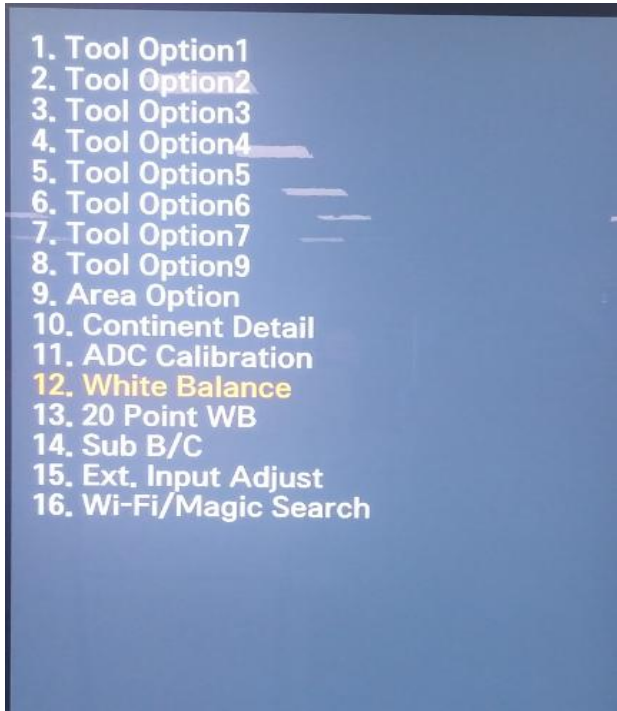 1. Tool Option1
2. Tool Option2
3. Tool Option3
4. Tool Option4
5. Tool Option5
6. Tool Option6
7. Tool Option7
8. Tool Option9
9. Area Option
10. Continent Detail
11. ADC Calibration
12. White Balance
13. 20 Point WB
14. Sub B/C
15. Ext. Input Adjust
16. Wi-Fi/Magic Search